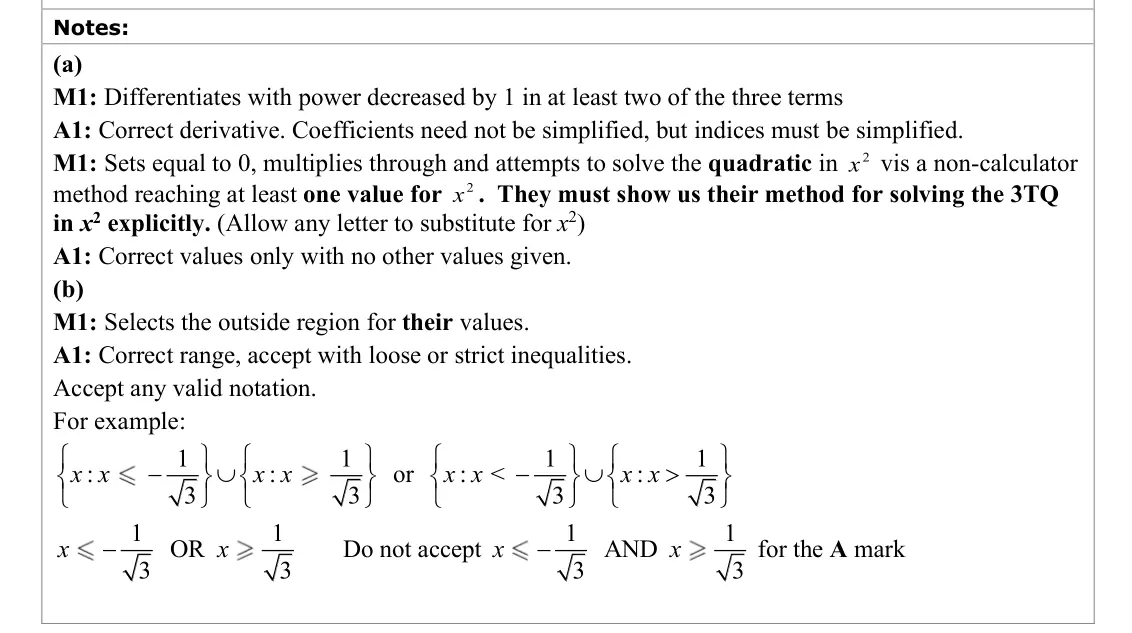 Notes:
(a)
M1: Differentiates with power decreased by 1 in at least two of the three terms
A1: Correct derivative. Coefficients need not be simplified, but indices must be simplified.
M1: Sets equal to 0, multiplies through and attempts to solve the quadratic in x² vis a non-calculator
method reaching at least one value for x². They must show us their method for solving the 3TQ
in x² explicitly. (Allow any letter to substitute for x²)
A1: Correct values only with no other values given.
(b)
M1: Selects the outside region for their values.
A1: Correct range, accept with loose or strict inequalities.
Accept any valid notation.
For example:
{x : x ⩽ −1/√3} ∪ {x : x ⩾ 1/√3} or {x : x < −1/√3} ∪ {x : x > 1/√3}
x ⩽ −1/√3 OR x ⩾ 1/√3 Do not accept x ⩽ −1/√3 AND x ⩾ 1/√3 for the A mark